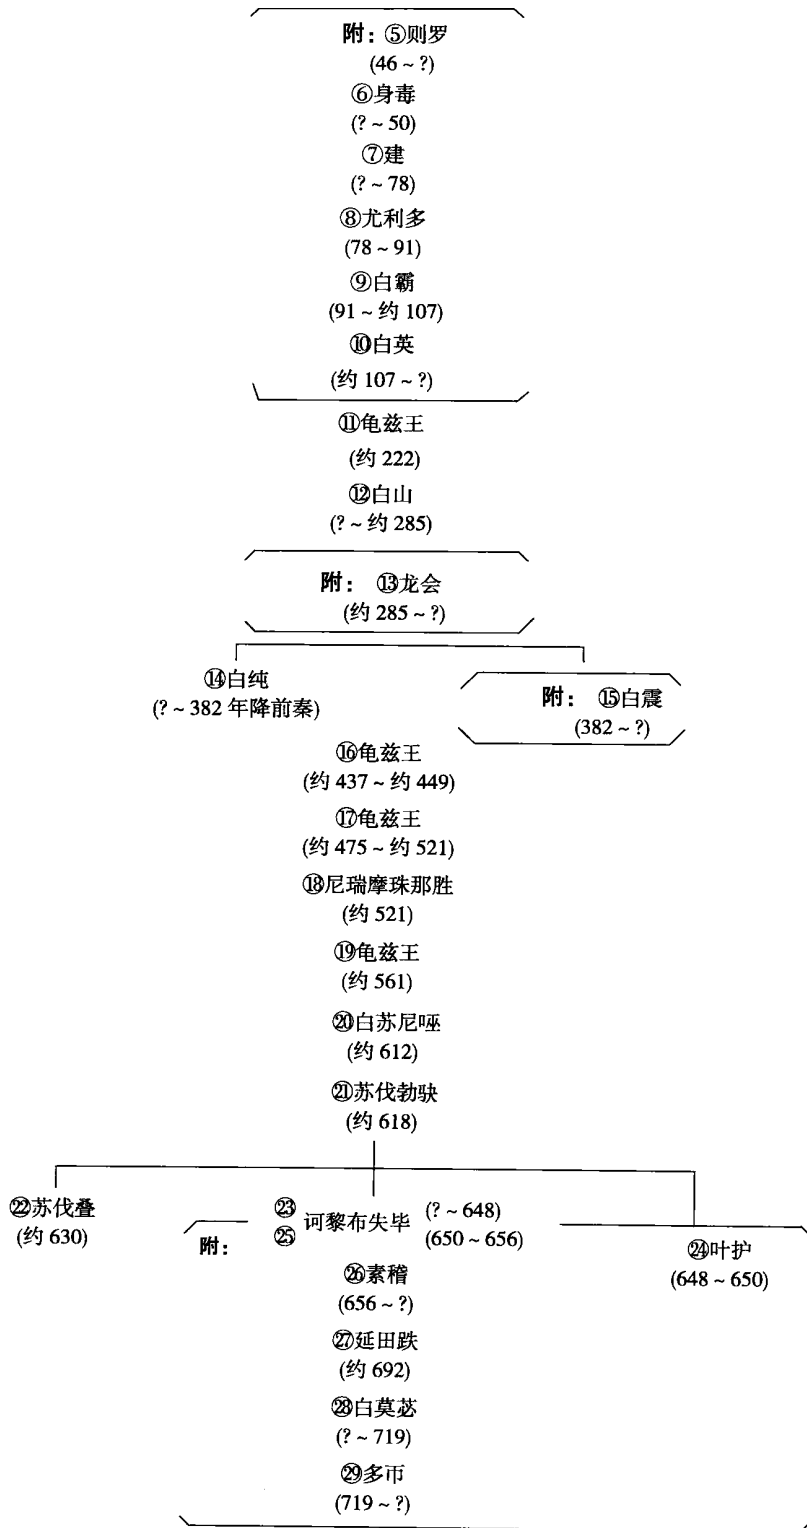 附：⑤则罗
(46～?)
⑥身毒
(?～50)
⑦建
(?～78)
⑧尤利多
(78～91)
⑨白霸
(91～约 107)
⑩白英
(约 107～?)
⑪龟兹王
(约 222)
⑫白山
(?～约 285)
附： ⑬龙会
(约 285～?)
⑭白纯
(?～382 年降前秦)
附： ⑮白震
(382～?)
⑯龟兹王
(约 437～约 449)
⑰龟兹王
(约 475～约 521)
⑱尼瑞摩珠那胜
(约 521)
⑲龟兹王
(约 561)
⑳白苏尼咥
(约 612)
㉑苏伐勃駃
(约 618)
㉒苏伐叠
(约 630)
附：
㉓
㉕
诃黎布失毕
(?～648)
(650～656)
㉔叶护
(648～650)
㉖素稽
(656～?)
㉗延田跌
(约 692)
㉘白莫苾
(?～719)
㉙多币
(719～?)